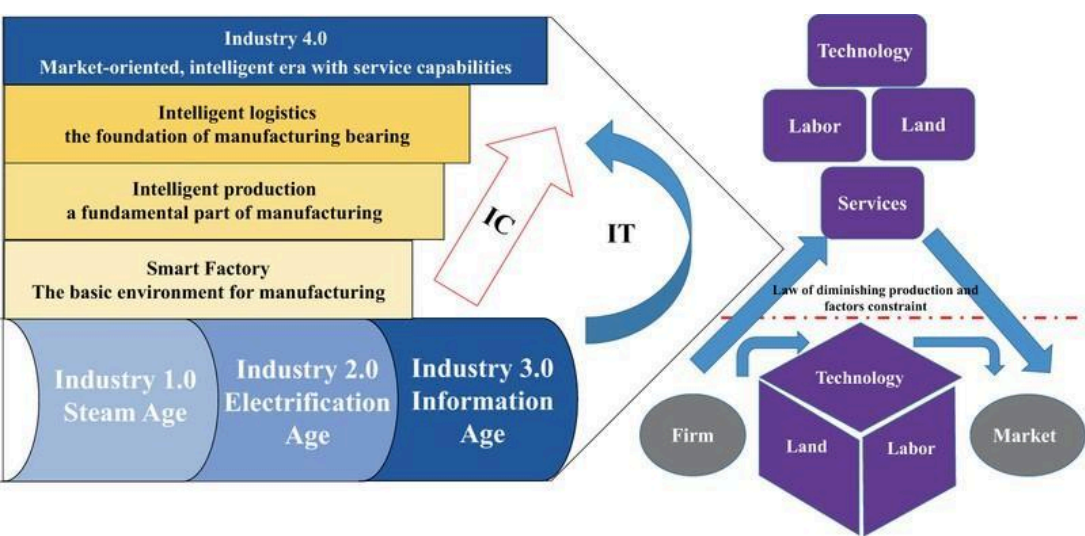 Industry 4.0
Market-oriented, intelligent era with service capabilities
Intelligent logistics
the foundation of manufacturing bearing
Intelligent production
a fundamental part of manufacturing
Smart Factory
The basic environment for manufacturing
IC
IT
Industry 1.0
Steam Age
Industry 2.0
Electrification
Age
Industry 3.0
Information
Age
Technology
Labor
Land
Services
Law of diminishing production and
factors constraint
Technology
Land
Labor
Firm
Market